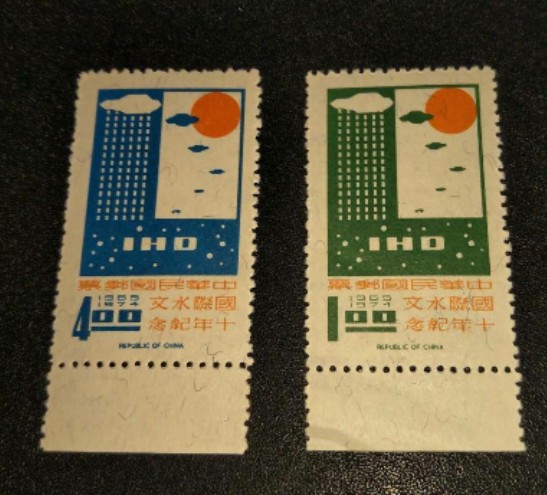 IHD
中華民國郵票
1965
1974
國際水文
十年紀念
4.00
REPUBLIC OF CHINA
IHD
中華民國郵票
1965
1974
國際水文
十年紀念
1.00
REPUBLIC OF CHINA